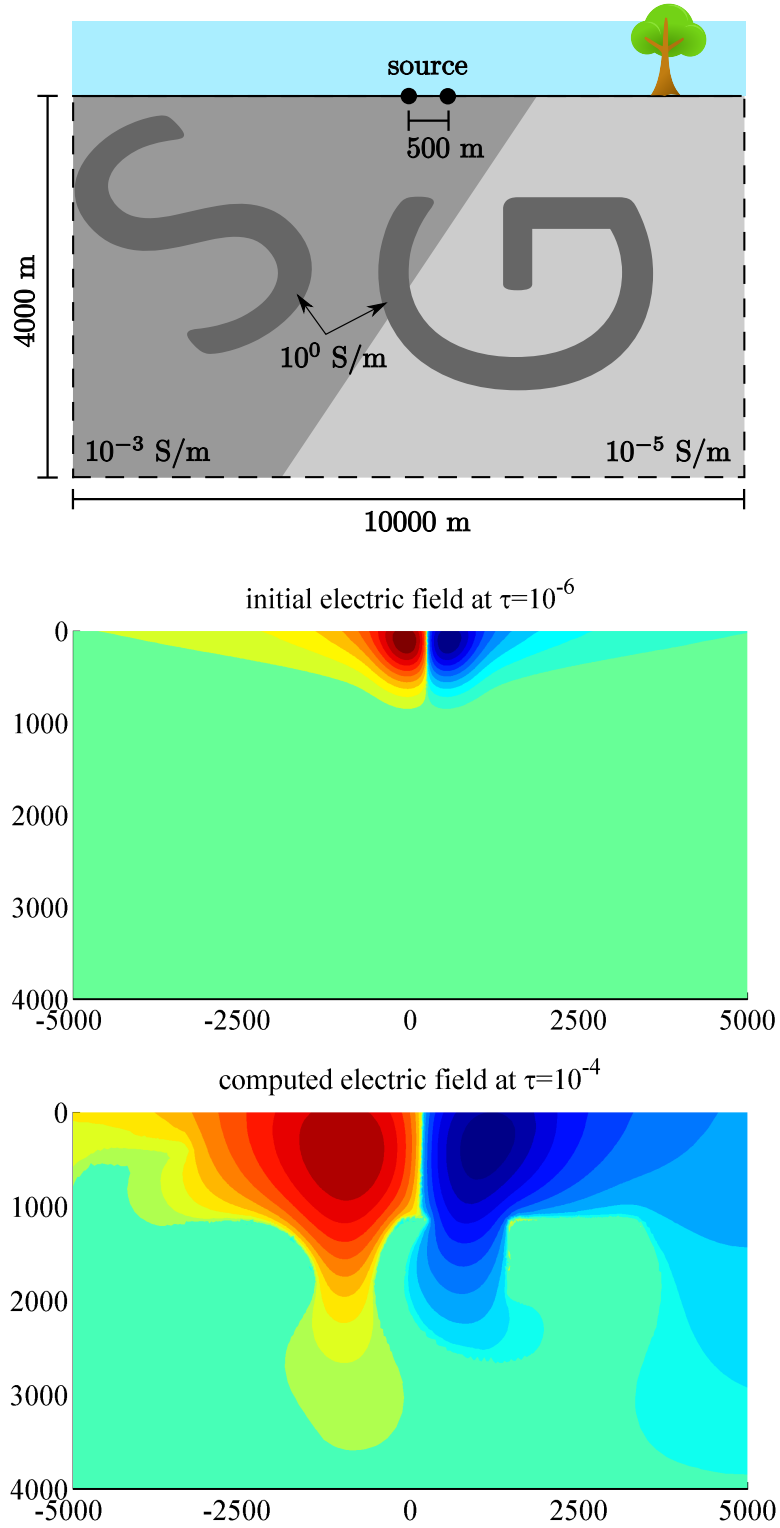 source
500 m
4000 m
S G
10⁰ S/m
10⁻³ S/m
10⁻⁵ S/m
10000 m
initial electric field at τ=10⁻⁶
0
1000
2000
3000
4000
-5000 -2500 0 2500 5000
computed electric field at τ=10⁻⁴
0
1000
2000
3000
4000
-5000 -2500 0 2500 5000